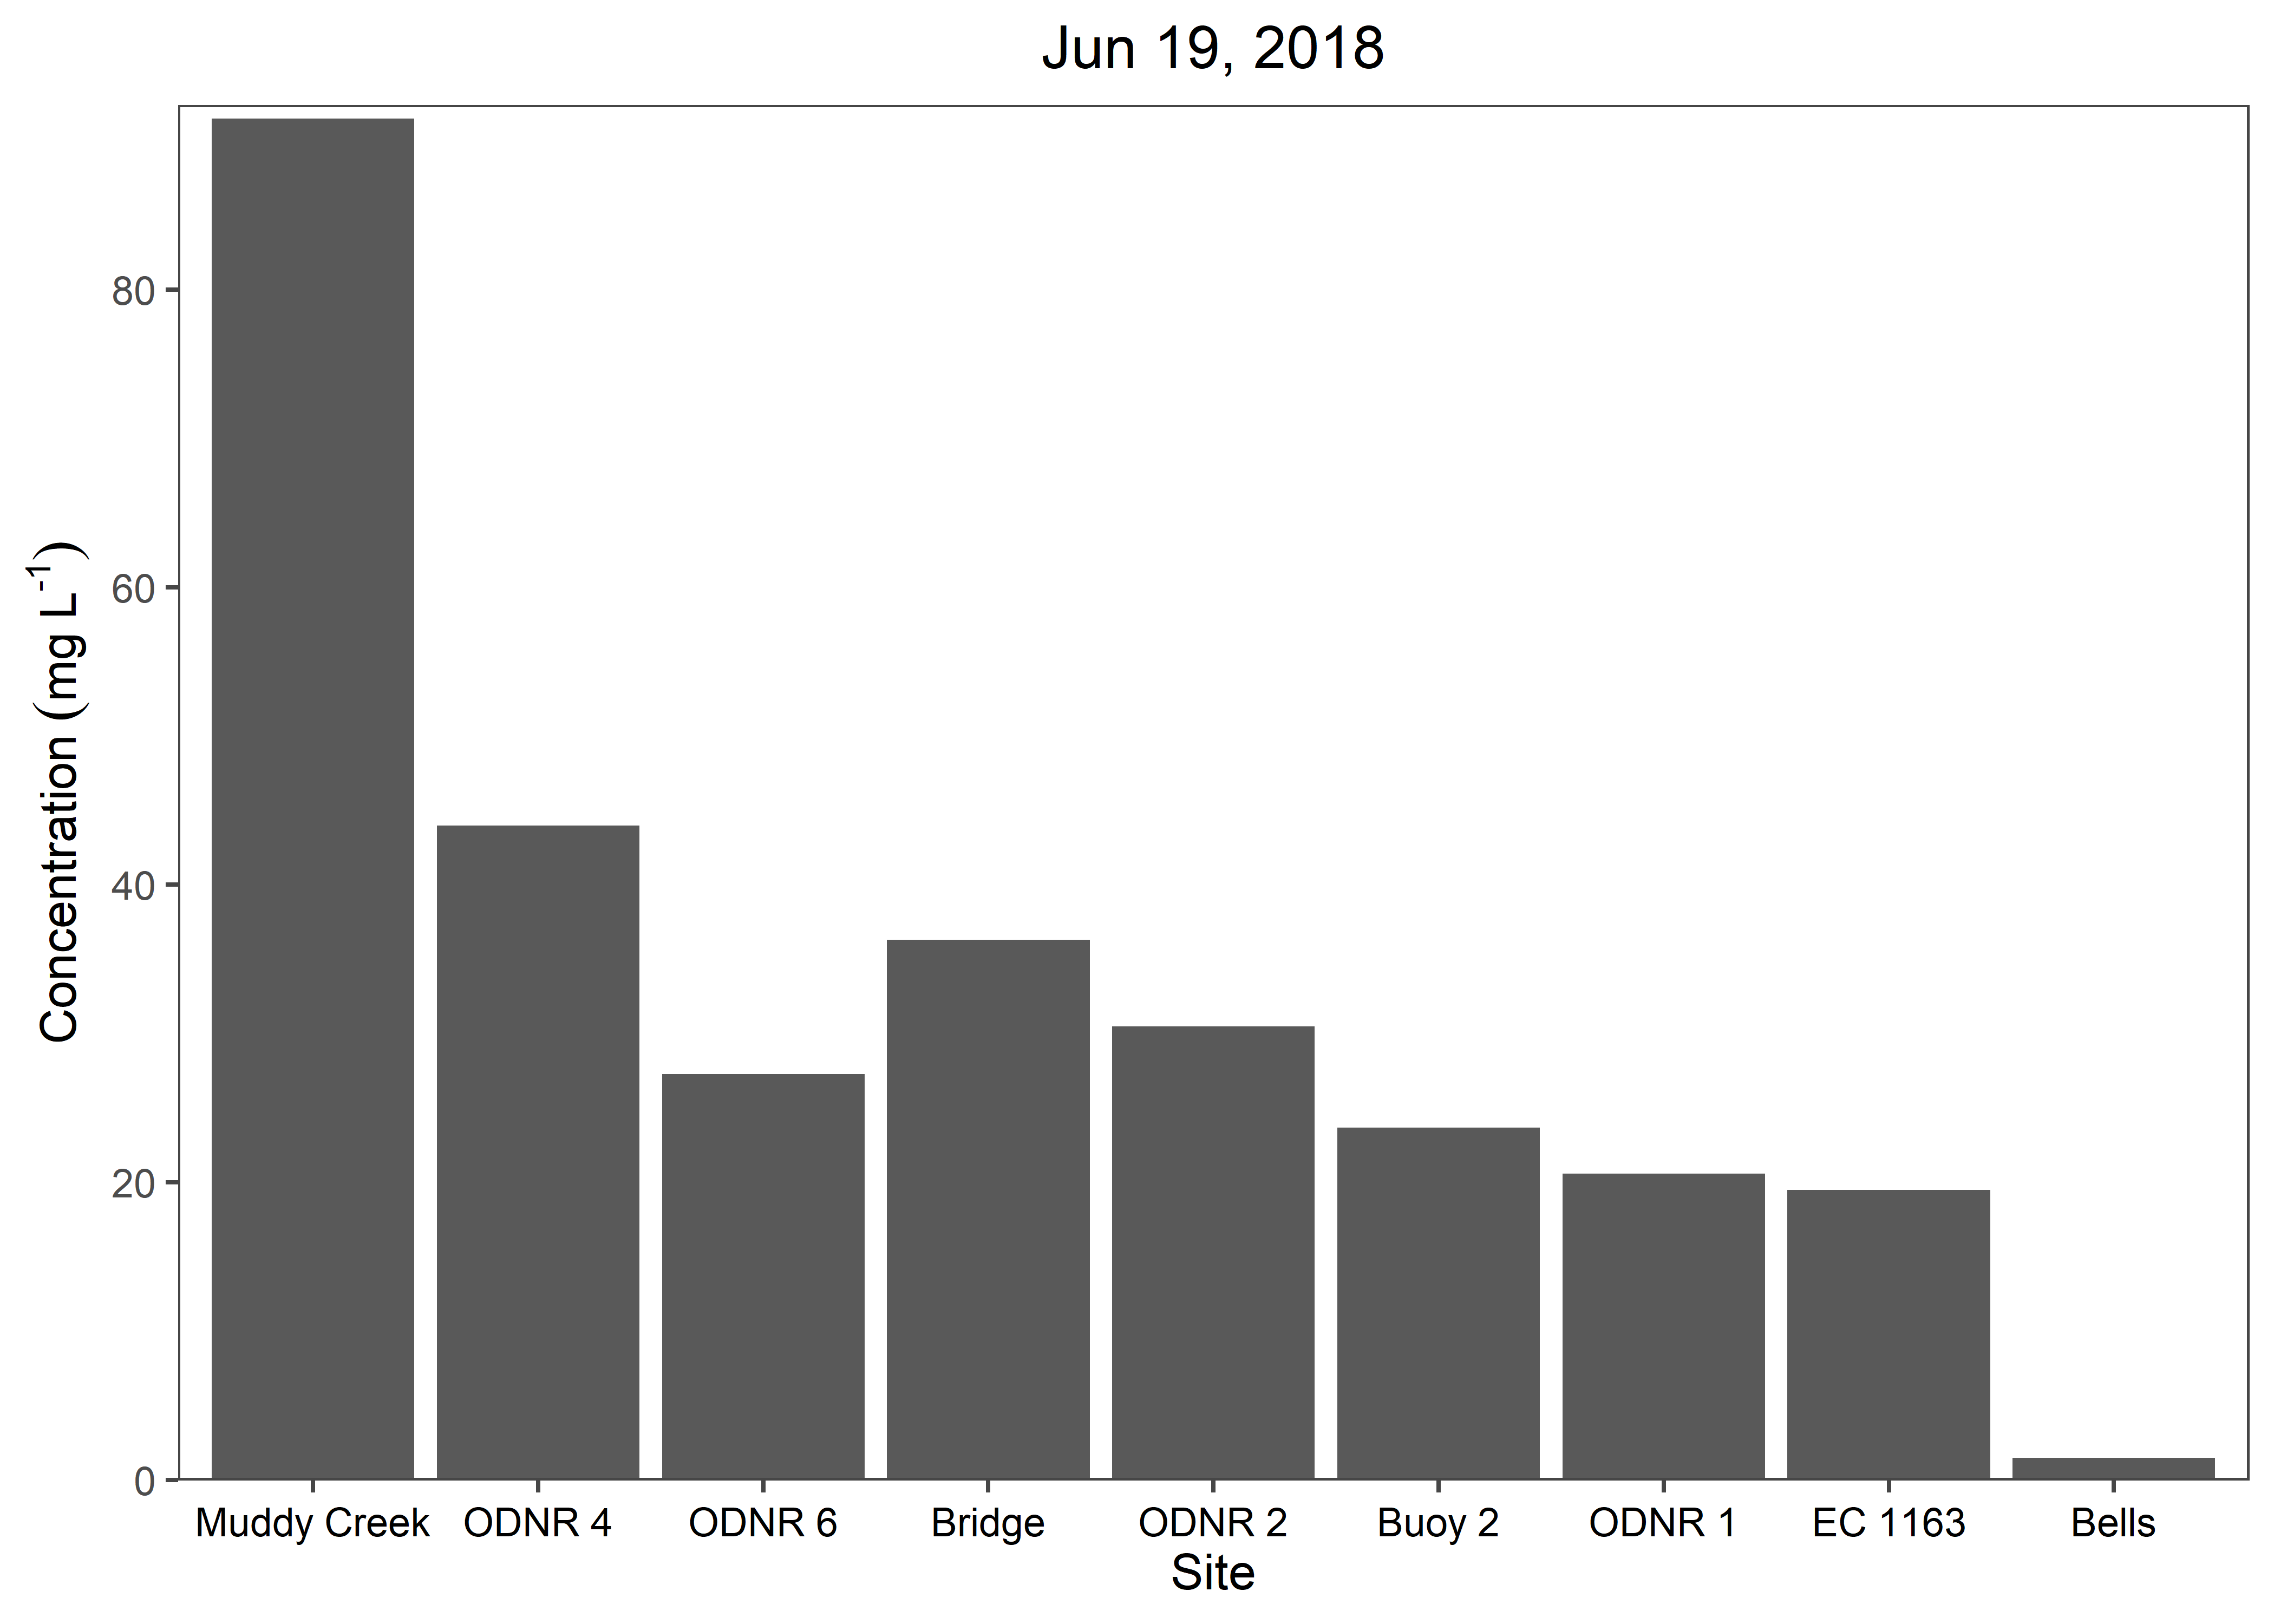 Jun 19, 2018
Concentration (mg L⁻¹)
80
60
40
20
0
Muddy Creek ODNR 4 ODNR 6 Bridge ODNR 2 Buoy 2 ODNR 1 EC 1163 Bells
Site